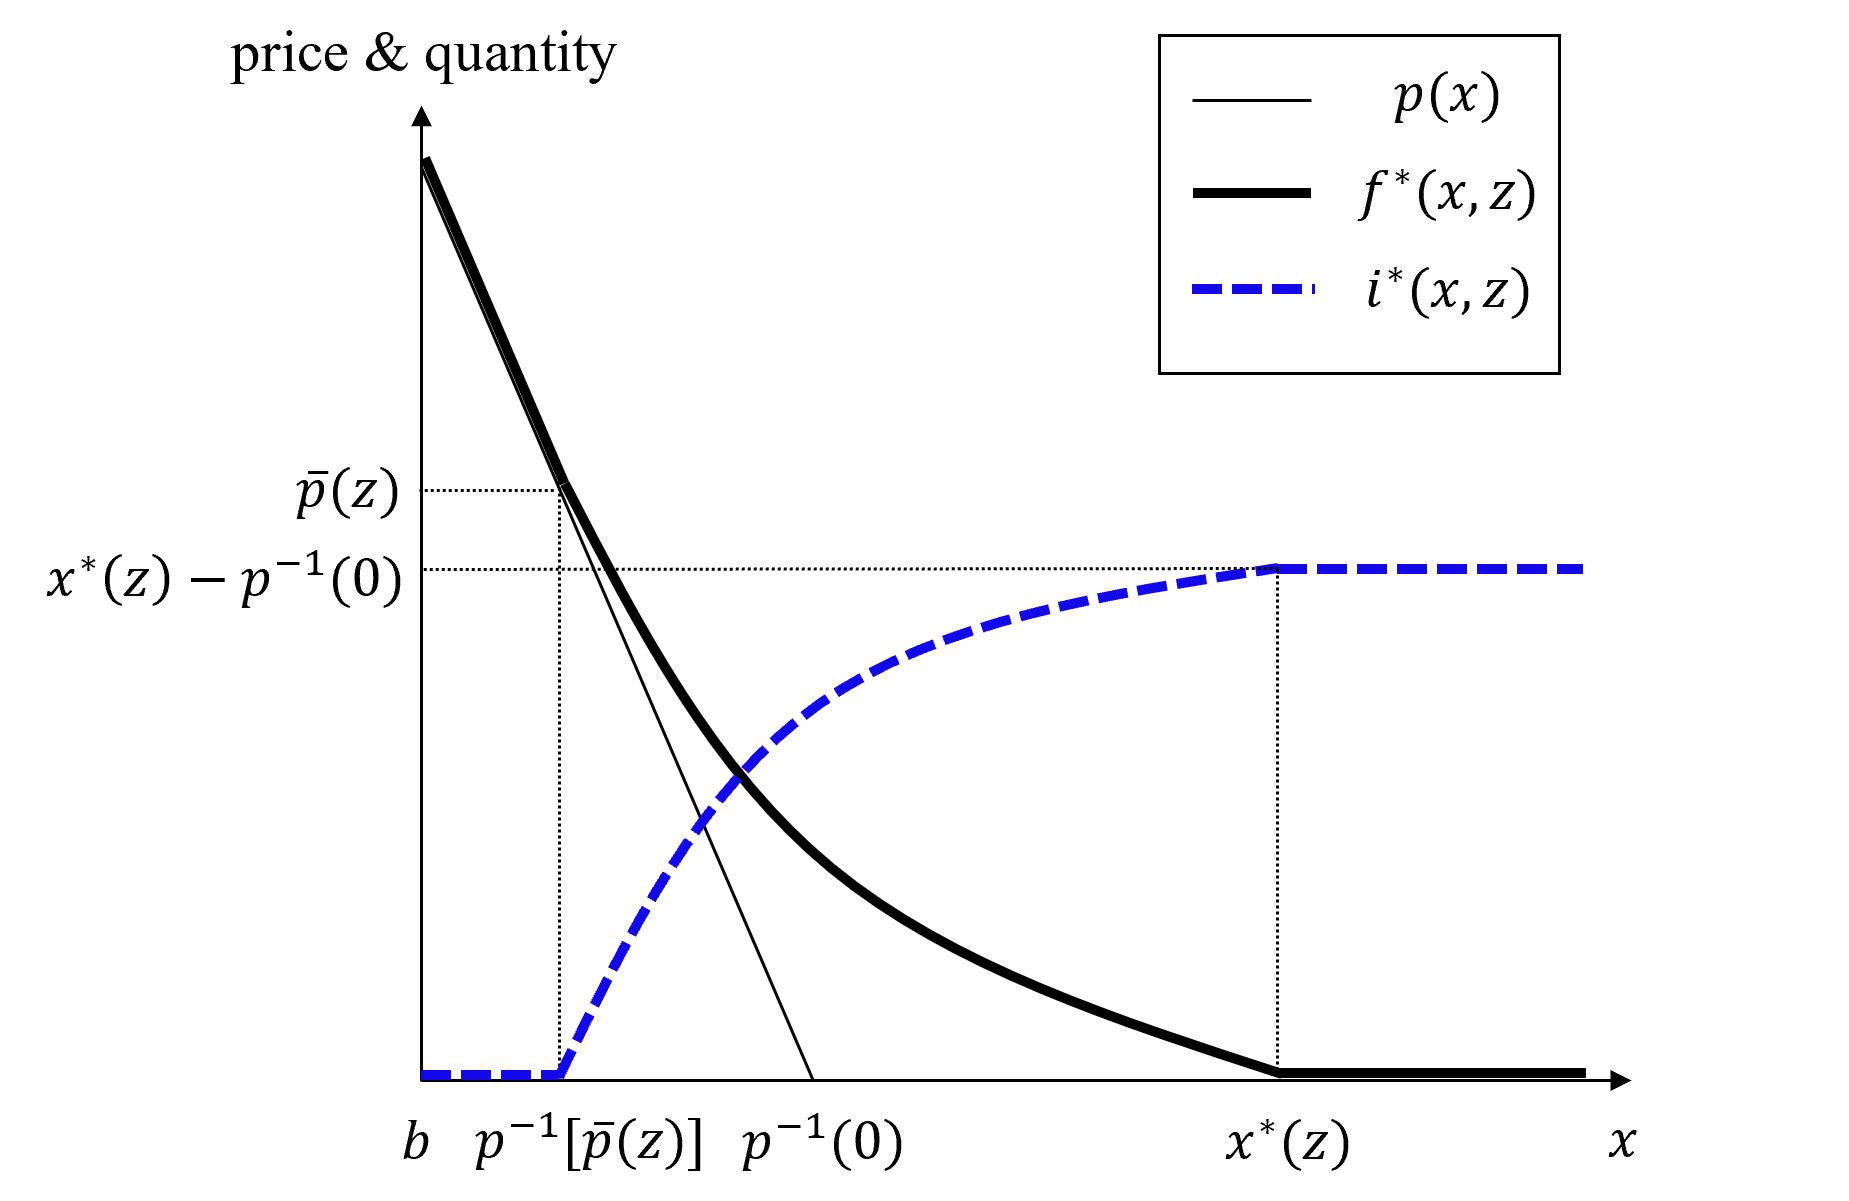 price & quantity
p(x)
f*(x, z)
i*(x, z)
p̄(z)
x*(z) − p⁻¹(0)
b
p⁻¹[p̄(z)]
p⁻¹(0)
x*(z)
x